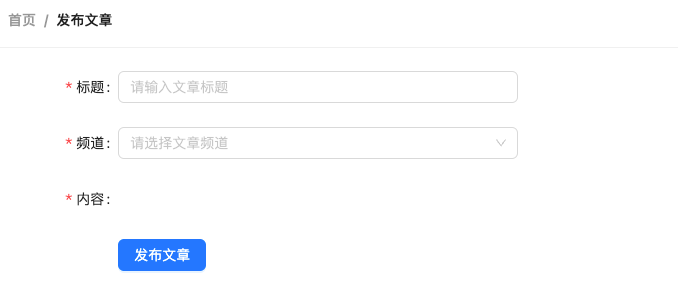 首页 / 发布文章
* 标题: 请输入文章标题
* 频道: 请选择文章频道
* 内容:
发布文章